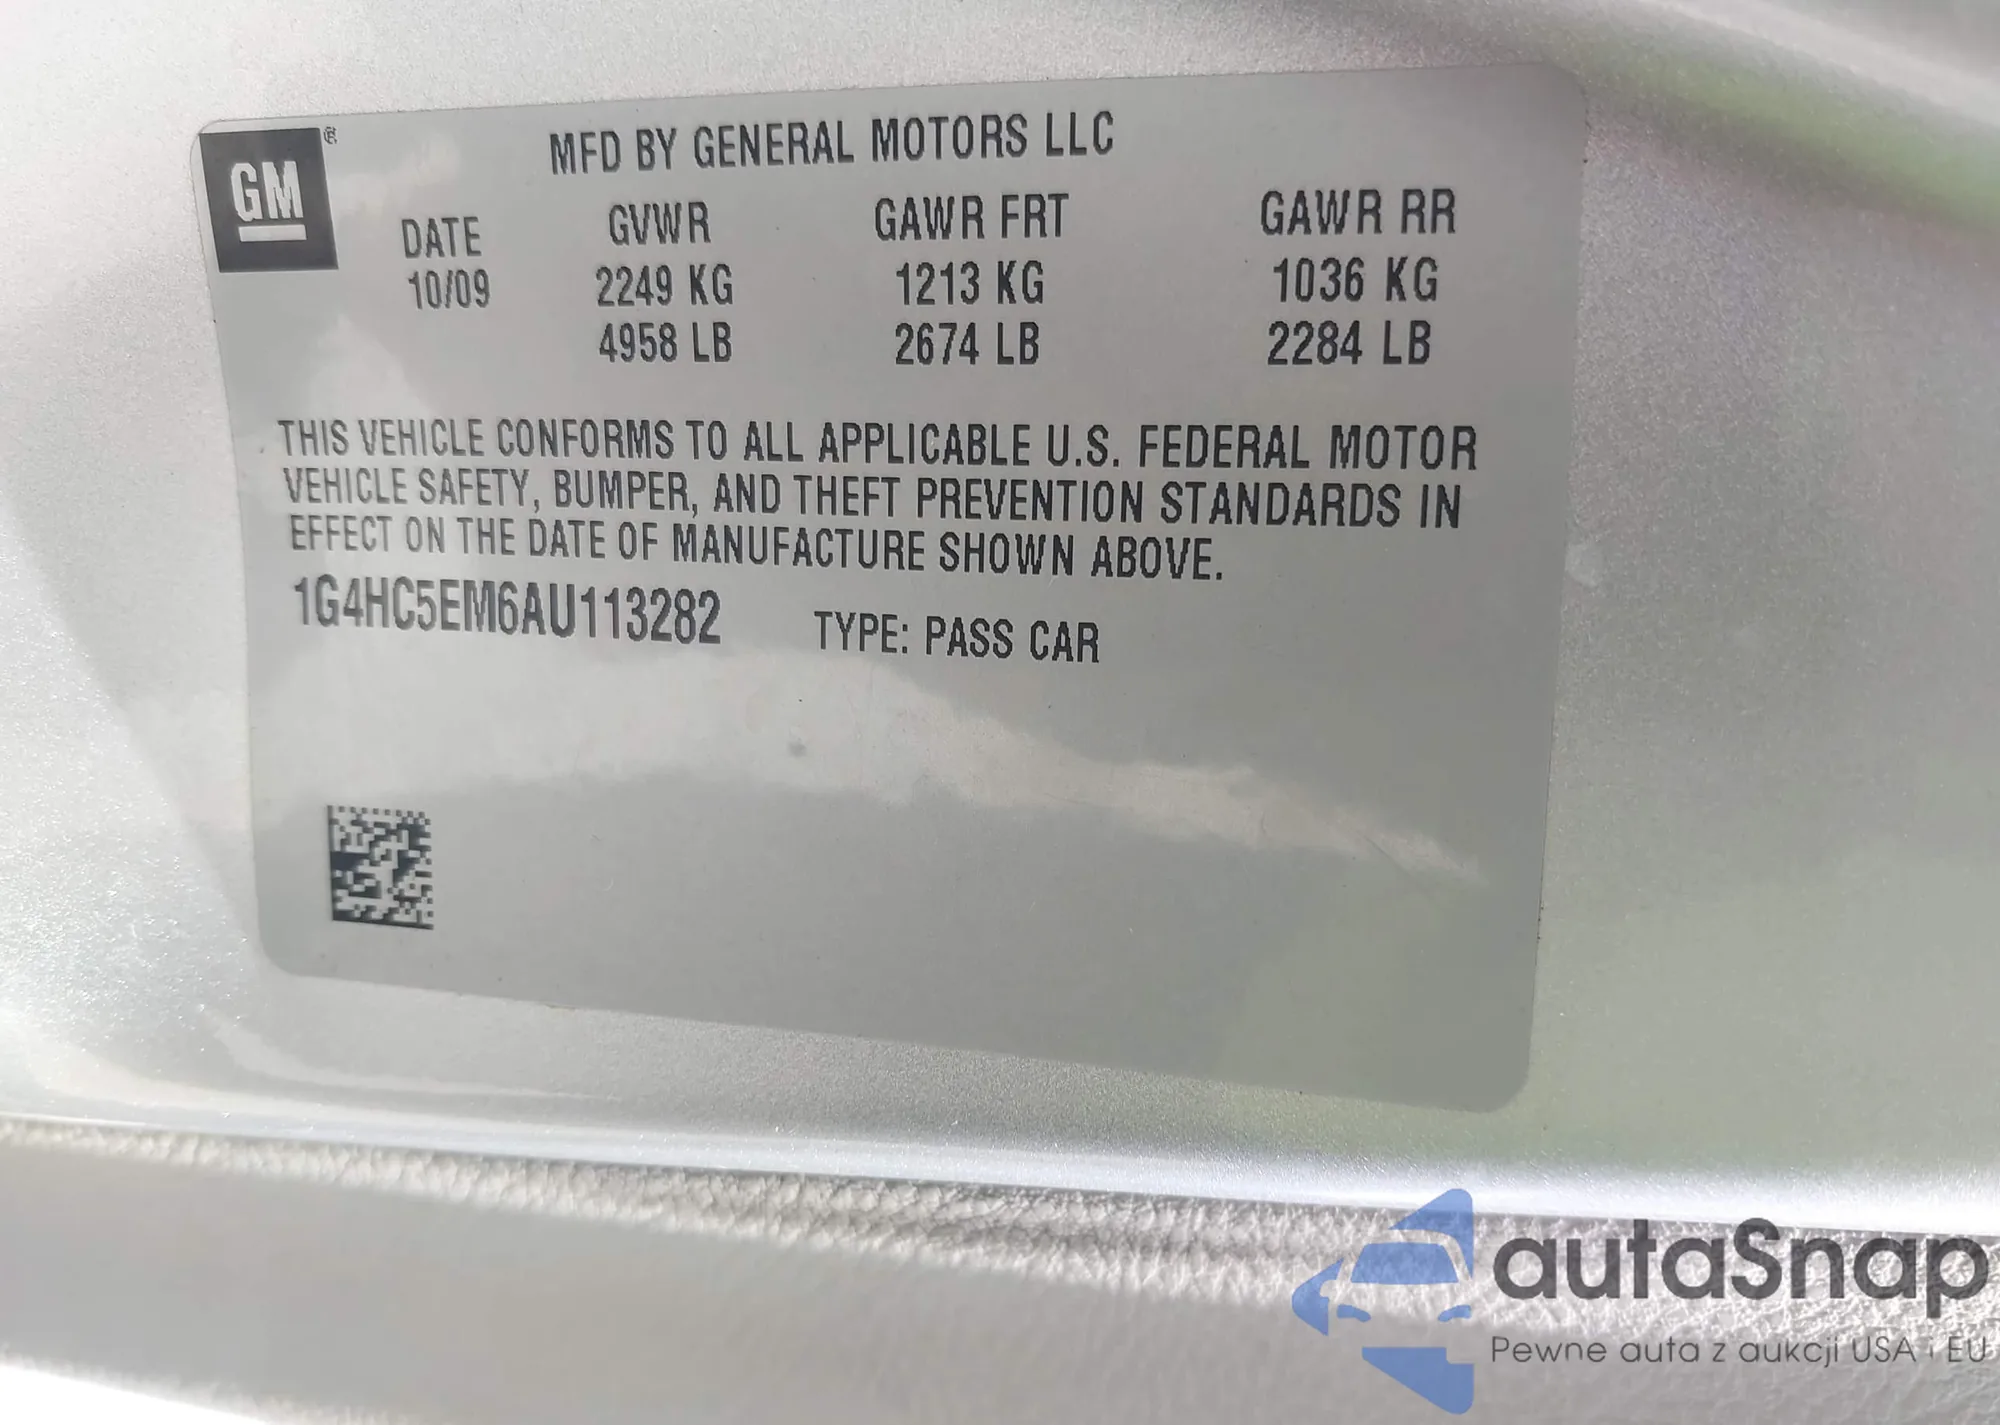 GM®
MFD BY GENERAL MOTORS LLC
DATE GVWR GAWR FRT GAWR RR
10/09 2249 KG 1213 KG 1036 KG
4958 LB 2674 LB 2284 LB
THIS VEHICLE CONFORMS TO ALL APPLICABLE U.S. FEDERAL MOTOR
VEHICLE SAFETY, BUMPER, AND THEFT PREVENTION STANDARDS IN
EFFECT ON THE DATE OF MANUFACTURE SHOWN ABOVE.
1G4HC5EM6AU113282 TYPE: PASS CAR
autaSnap
Pewne auta z aukcji USA i EU